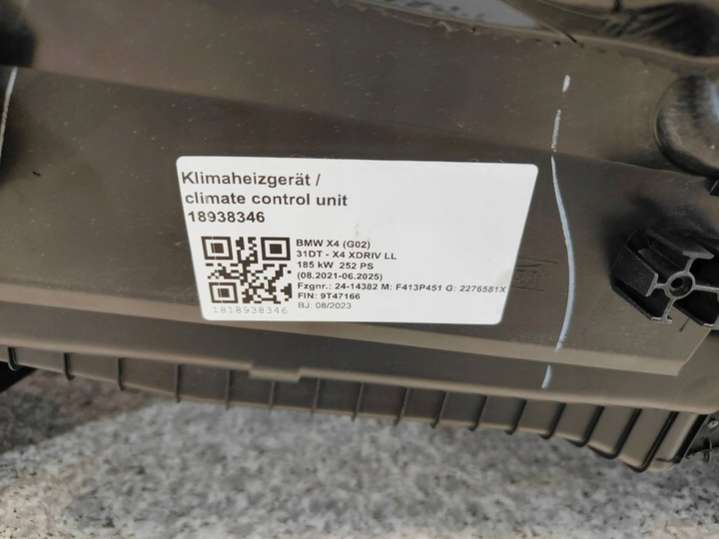 Klimaheizgerät /
climate control unit
18938346
BMW X4 (G02)
31DT - X4 XDRIV LL
185 kW 252 PS
(08.2021-06.2025)
Fzgnr.: 24-14382 M: F413P451 G: 2276581X
FIN: 9T47166
BJ: 08/2023
1818938346